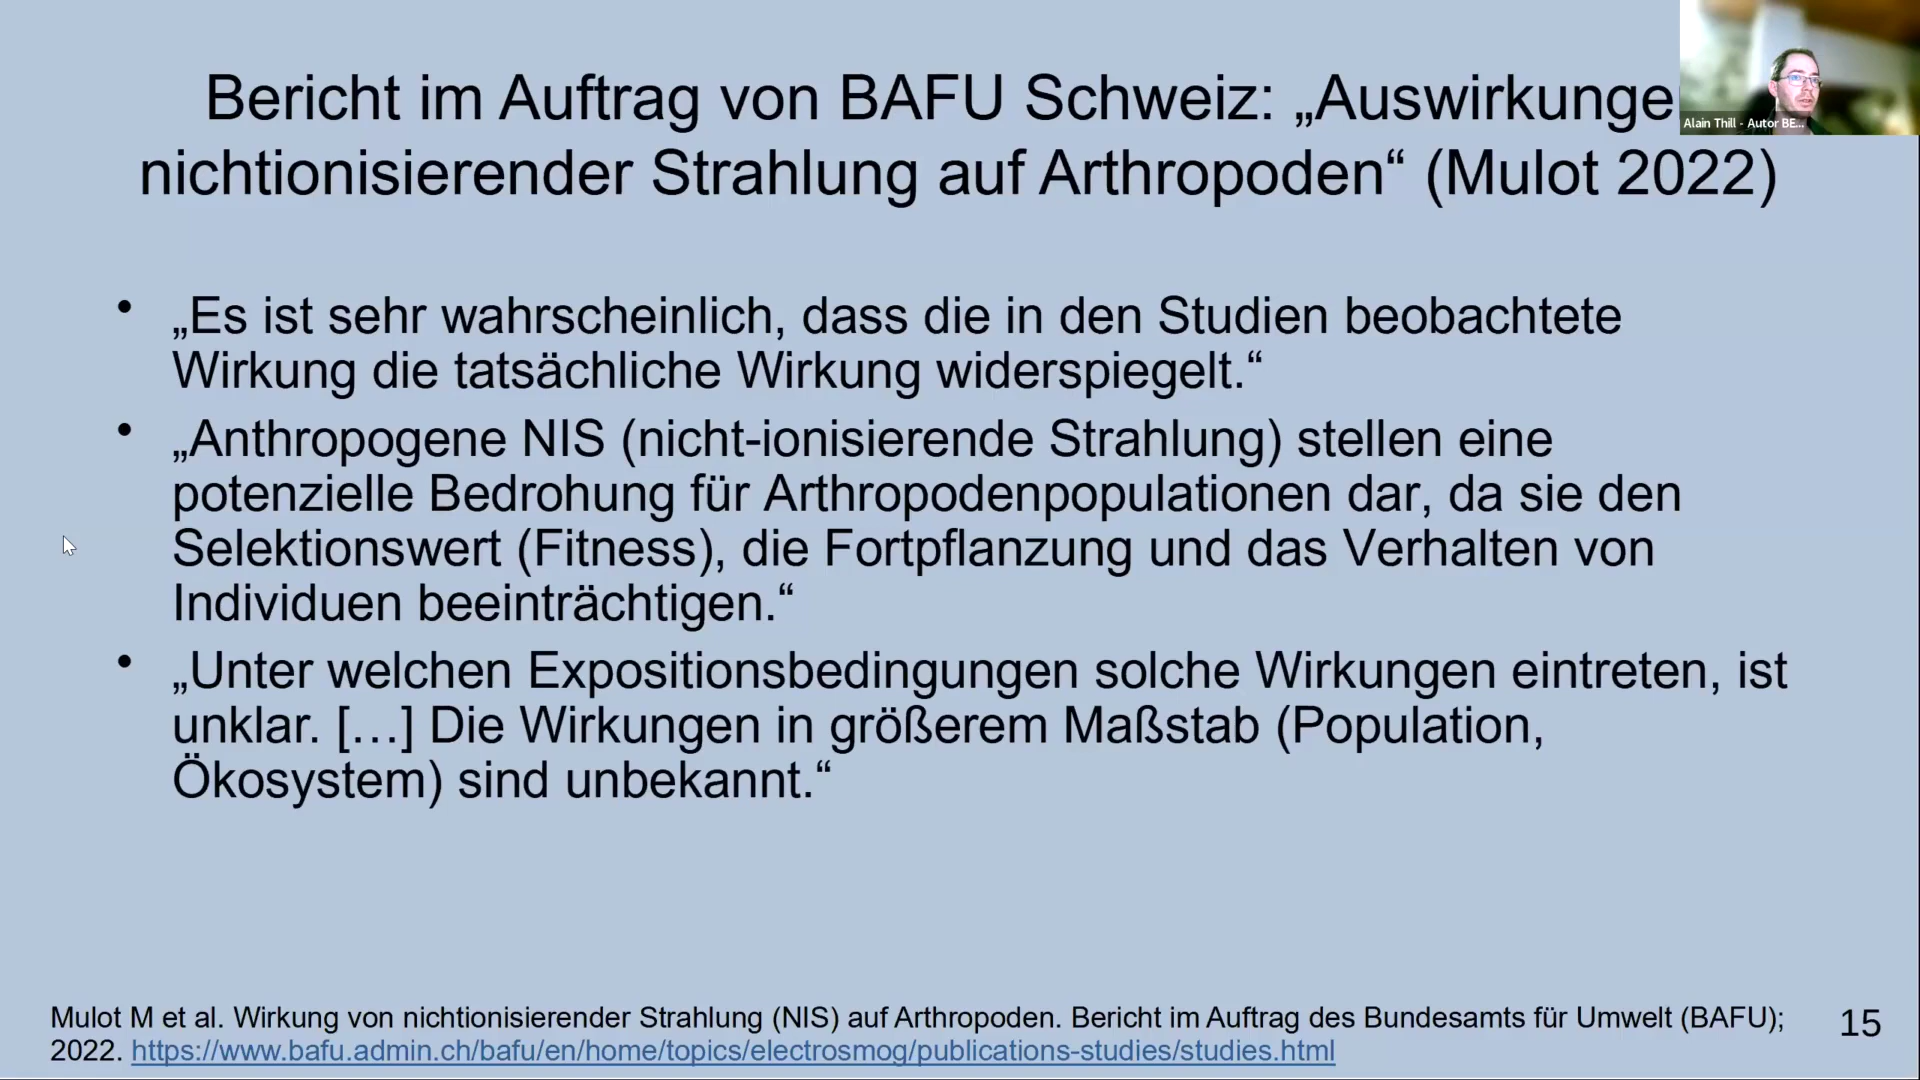 Bericht im Auftrag von BAFU Schweiz: „Auswirkunge
nichtionisierender Strahlung auf Arthropoden“ (Mulot 2022)
Alain Thill - Autor BE...
• „Es ist sehr wahrscheinlich, dass die in den Studien beobachtete
Wirkung die tatsächliche Wirkung widerspiegelt.“
• „Anthropogene NIS (nicht-ionisierende Strahlung) stellen eine
potenzielle Bedrohung für Arthropodenpopulationen dar, da sie den
Selektionswert (Fitness), die Fortpflanzung und das Verhalten von
Individuen beeinträchtigen.“
• „Unter welchen Expositionsbedingungen solche Wirkungen eintreten, ist
unklar. […] Die Wirkungen in größerem Maßstab (Population,
Ökosystem) sind unbekannt.“
Mulot M et al. Wirkung von nichtionisierender Strahlung (NIS) auf Arthropoden. Bericht im Auftrag des Bundesamts für Umwelt (BAFU);
2022. https://www.bafu.admin.ch/bafu/en/home/topics/electrosmog/publications-studies/studies.html
15